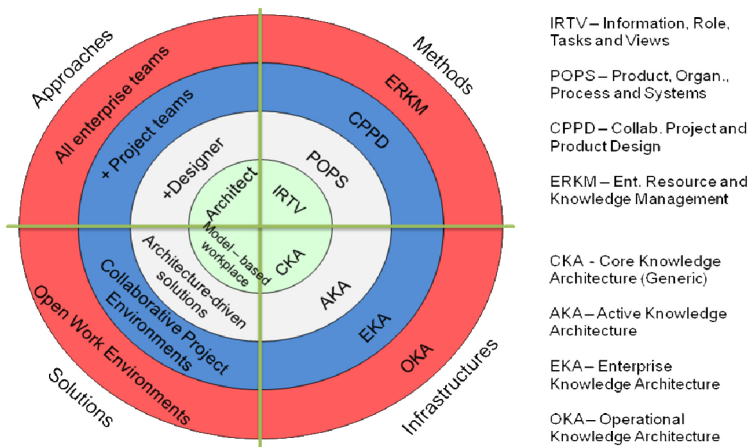 Approaches
Methods
All enterprise teams
ERKM
+ Project teams
CPPD
+Designer
POPS
Architect
IRTV
Model – based
workplace
CKA
Architecture-driven
solutions
AKA
Collaborative Project
Environments
EKA
Open Work Environments
OKA
Solutions
Infrastructures
IRTV – Information, Role,
Tasks and Views
POPS – Product, Organ.,
Process and Systems
CPPD – Collab. Project and
Product Design
ERKM – Ent. Resource and
Knowledge Management
CKA - Core Knowledge
Architecture (Generic)
AKA – Active Knowledge
Architecture
EKA – Enterprise
Knowledge Architecture
OKA – Operational
Knowledge Architecture